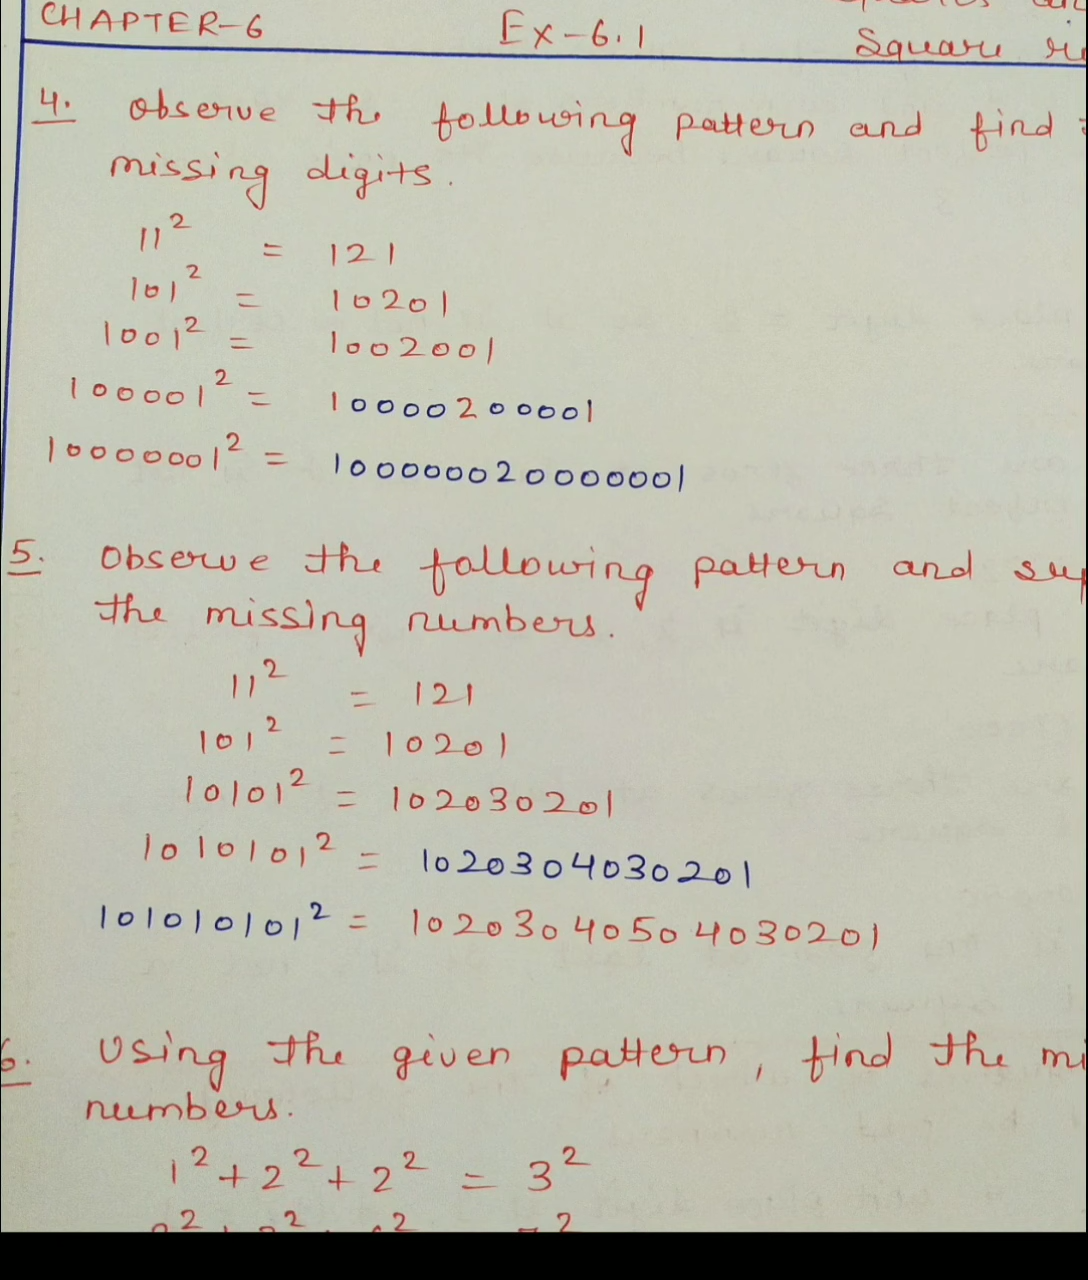 CHAPTER-6 Ex-6.1 Square
4. observe the following pattern and find
missing digits.
11² = 121
101² = 10201
1001² = 1002001
100001² = 10000200001
10000001² = 100000020000001
5. Observe the following pattern and
the missing numbers.
11² = 121
101² = 10201
10101² = 102030201
1010101² = 1020304030201
101010101² = 10203040504030201
6. Using the given pattern, find the
numbers.
1² + 2² + 2² = 3²